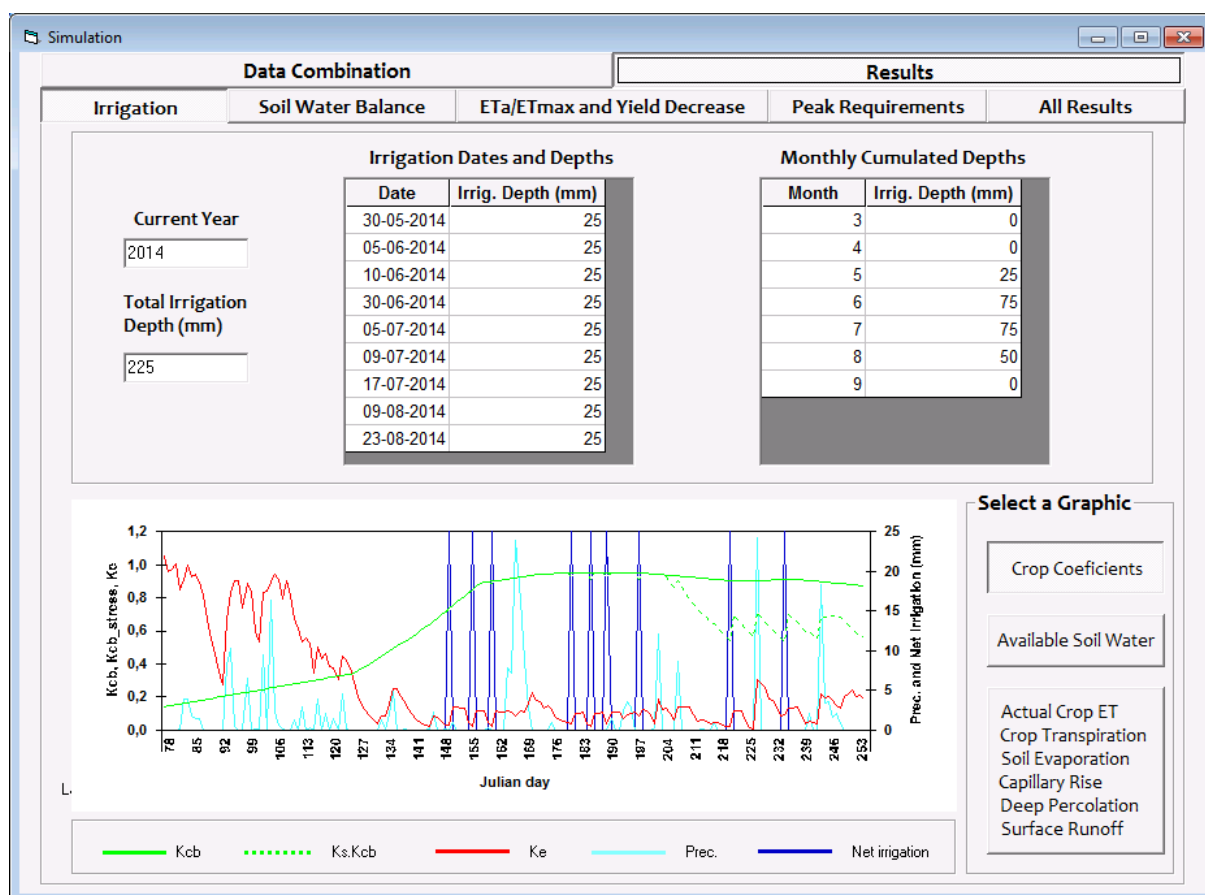 Simulation
Data Combination
Results
Irrigation
Soil Water Balance
ETa/ETmax and Yield Decrease
Peak Requirements
All Results
Irrigation Dates and Depths
Monthly Cumulated Depths
Current Year
2014
Total Irrigation
Depth (mm)
225
Date Irrig. Depth (mm)
30-05-2014 25
05-06-2014 25
10-06-2014 25
30-06-2014 25
05-07-2014 25
09-07-2014 25
17-07-2014 25
09-08-2014 25
23-08-2014 25
Month Irrig. Depth (mm)
3 0
4 0
5 25
6 75
7 75
8 50
9 0
Kcb, Kcb_stress, Ke
1,2
1,0
0,8
0,6
0,4
0,2
0,0
25
20
15
10
5
0
Prec. and Net Irrigation (mm)
78 85 92 99 106 113 120 127 134 141 148 155 162 169 176 183 190 197 204 211 218 225 232 239 246 253
Julian day
L
Kcb
Ks.Kcb
Ke
Prec.
Net irrigation
Select a Graphic
Crop Coeficients
Available Soil Water
Actual Crop ET
Crop Transpiration
Soil Evaporation
Capillary Rise
Deep Percolation
Surface Runoff